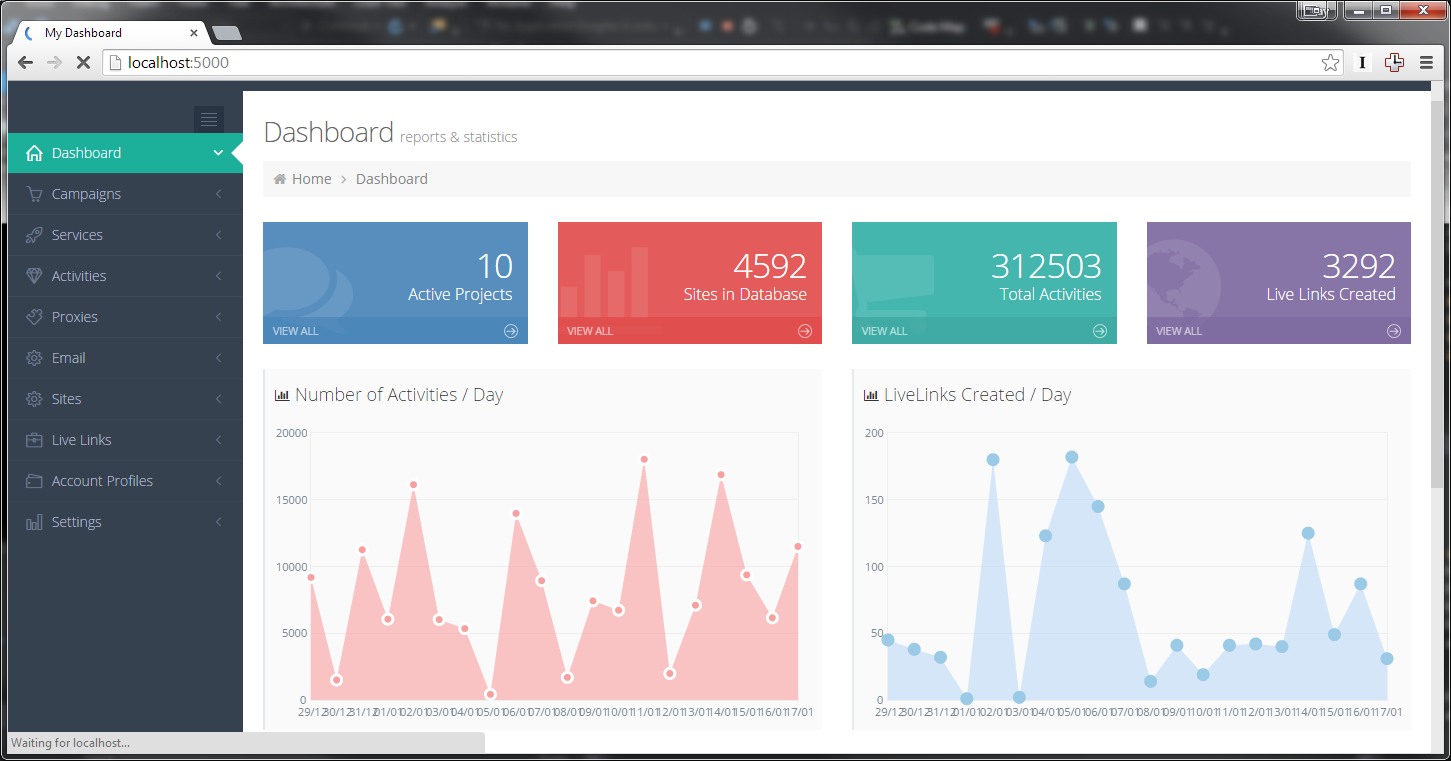 My Dashboard
localhost:5000
Dashboard
Campaigns
Services
Activities
Proxies
Email
Sites
Live Links
Account Profiles
Settings
Dashboard reports & statistics
Home Dashboard
10
Active Projects
VIEW ALL
4592
Sites in Database
VIEW ALL
312503
Total Activities
VIEW ALL
3292
Live Links Created
VIEW ALL
Number of Activities / Day
20000
15000
10000
5000
0
29/12 30/12 31/12 01/01 02/01 03/01 04/01 05/01 06/01 07/01 08/01 09/01 10/01 11/01 12/01 13/01 14/01 15/01 16/01 17/01
LiveLinks Created / Day
200
150
100
50
0
29/12 30/12 31/12 01/01 02/01 03/01 04/01 05/01 06/01 07/01 08/01 09/01 10/01 11/01 12/01 13/01 14/01 15/01 16/01 17/01
Waiting for localhost...